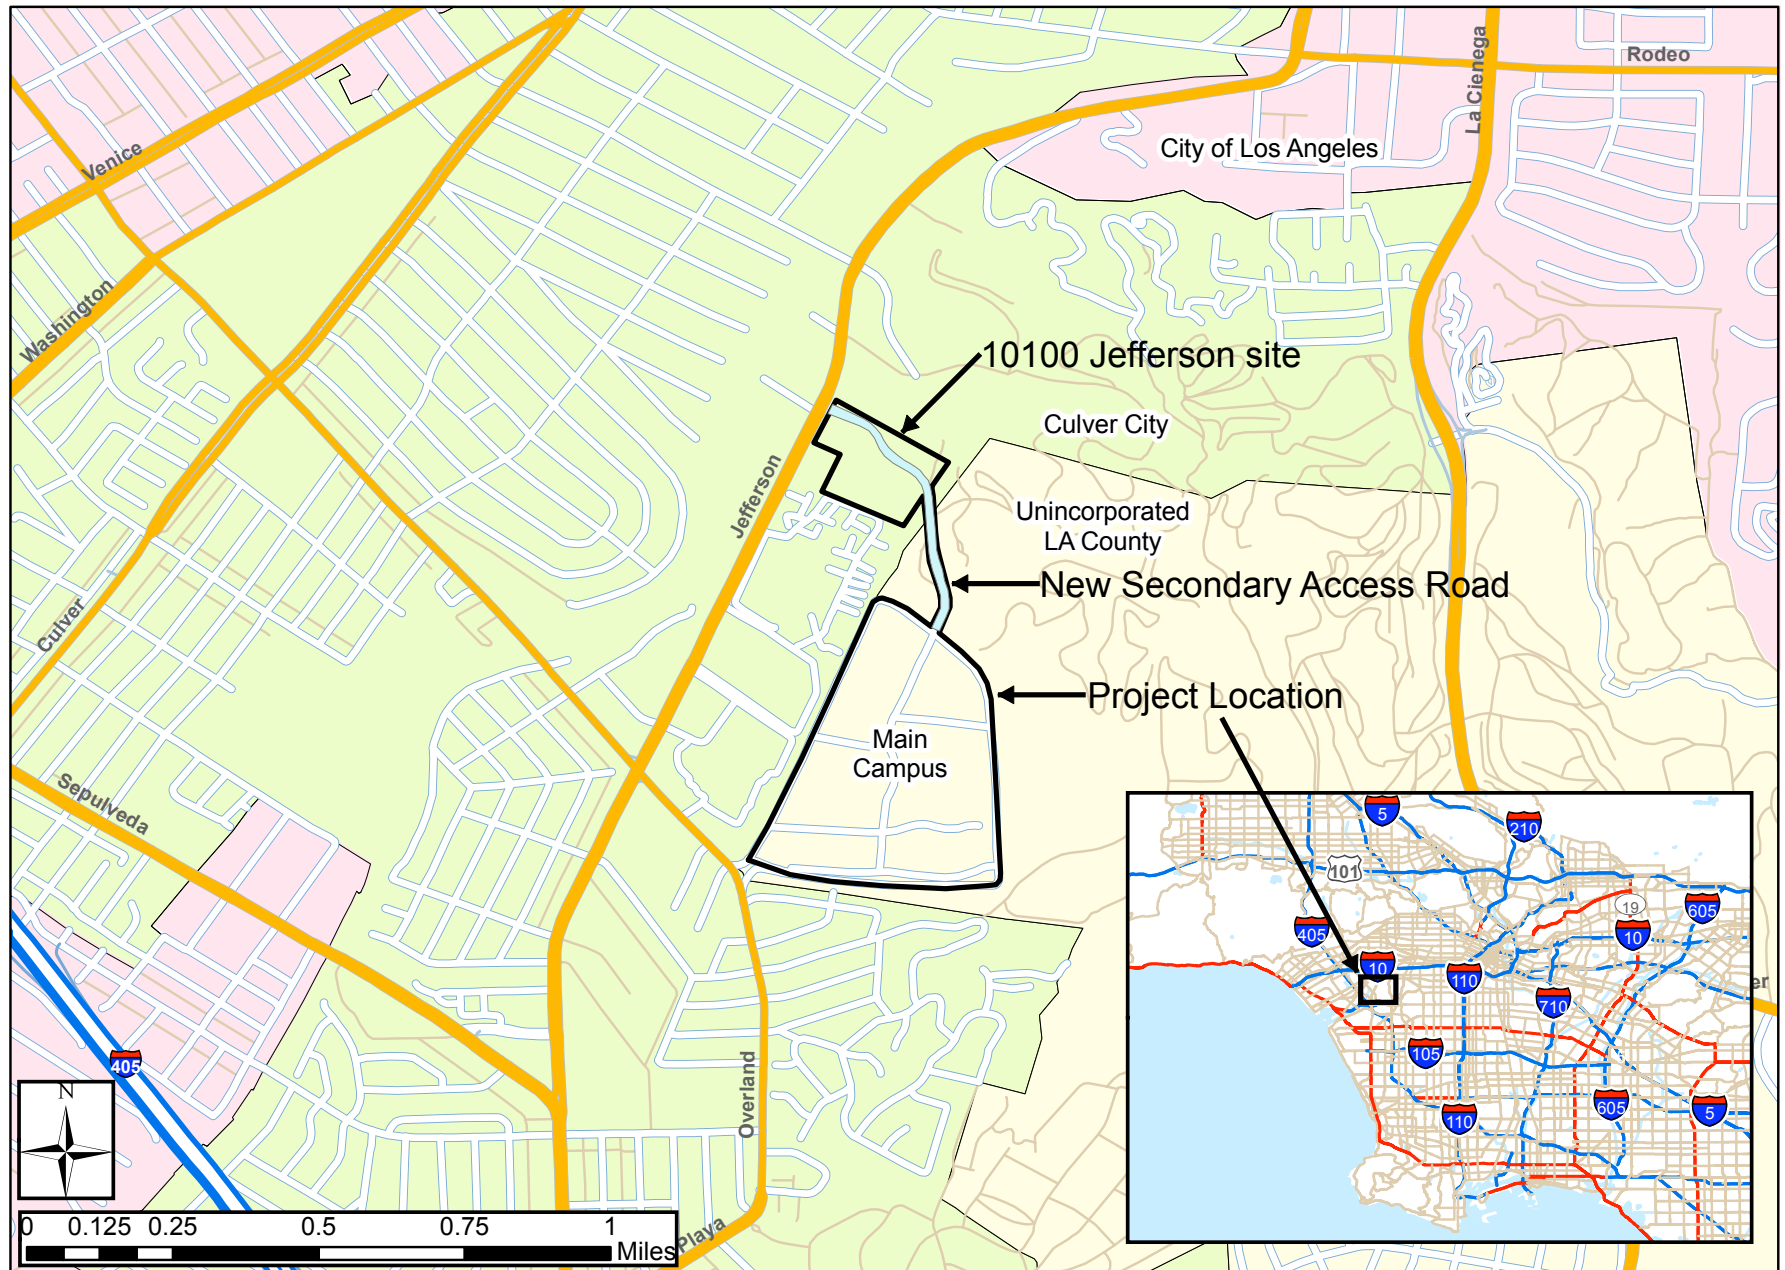 Rodeo
La Cienega
City of Los Angeles
Venice
Washington
10100 Jefferson site
Culver City
Jefferson
Unincorporated
LA County
New Secondary Access Road
Culver
Project Location
Main
Campus
Sepulveda
5
210
101
19
605
405
10
10
110
710
er
405
105
Overland
N
605
5
110
Playa
0 0.125 0.25 0.5 0.75 1
Miles